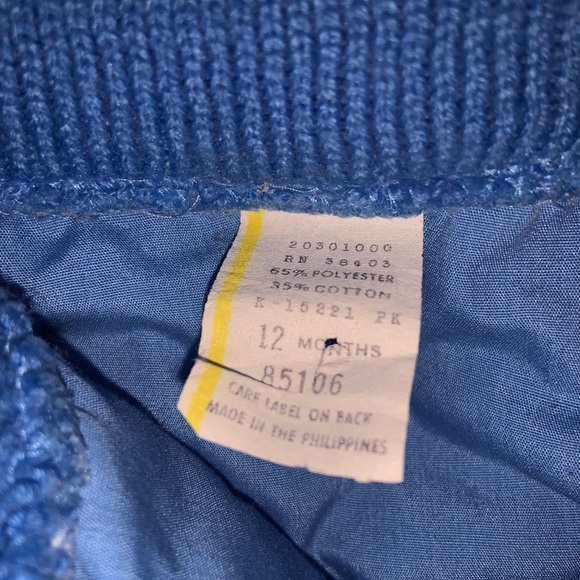 20301000
RN 38403
65% POLYESTER
35% COTTON
K-15221 PK
12 MONTHS
85106
CARE LABEL ON BACK
MADE IN THE PHILIPPINES